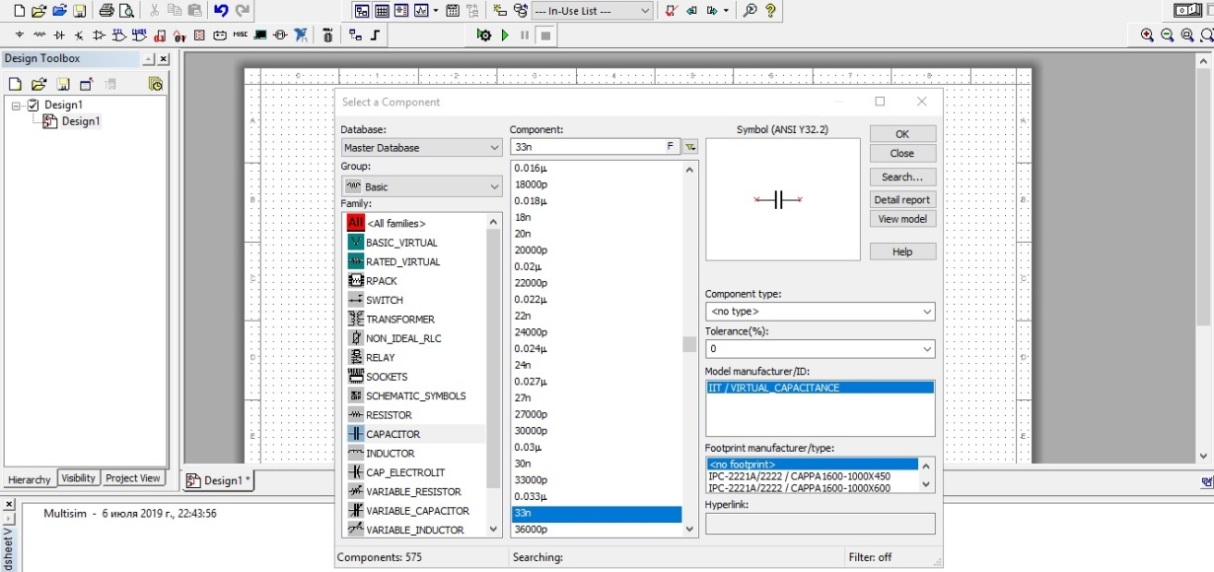 --- In-Use List ---
MISC
Design Toolbox
Design1
Design1
Hierarchy
Visibility
Project View
Design1 *
Multisim - 6 июля 2019 г., 22:43:56
dsheet V
Select a Component
Database:
Master Database
Group:
Basic
Family:
All <All families>
BASIC_VIRTUAL
RATED_VIRTUAL
RPACK
SWITCH
TRANSFORMER
NON_IDEAL_RLC
RELAY
SOCKETS
SCHEMATIC_SYMBOLS
RESISTOR
CAPACITOR
INDUCTOR
CAP_ELECTROLIT
VARIABLE_RESISTOR
VARIABLE_CAPACITOR
VARIABLE_INDUCTOR
Component:
33n F
0.016µ
18000p
0.018µ
18n
20n
20000p
0.02µ
22000p
0.022µ
22n
24000p
0.024µ
24n
0.027µ
27n
27000p
30000p
0.03µ
30n
33000p
0.033µ
33n
36000p
Symbol (ANSI Y32.2)
OK
Close
Search...
Detail report
View model
Help
Component type:
<no type>
Tolerance(%):
0
Model manufacturer/ID:
IIT / VIRTUAL_CAPACITANCE
Footprint manufacturer/type:
<no footprint>
IPC-2221A/2222 / CAPPA1600-1000X450
IPC-2221A/2222 / CAPPA1600-1000X600
Hyperlink:
Components: 575
Searching:
Filter: off